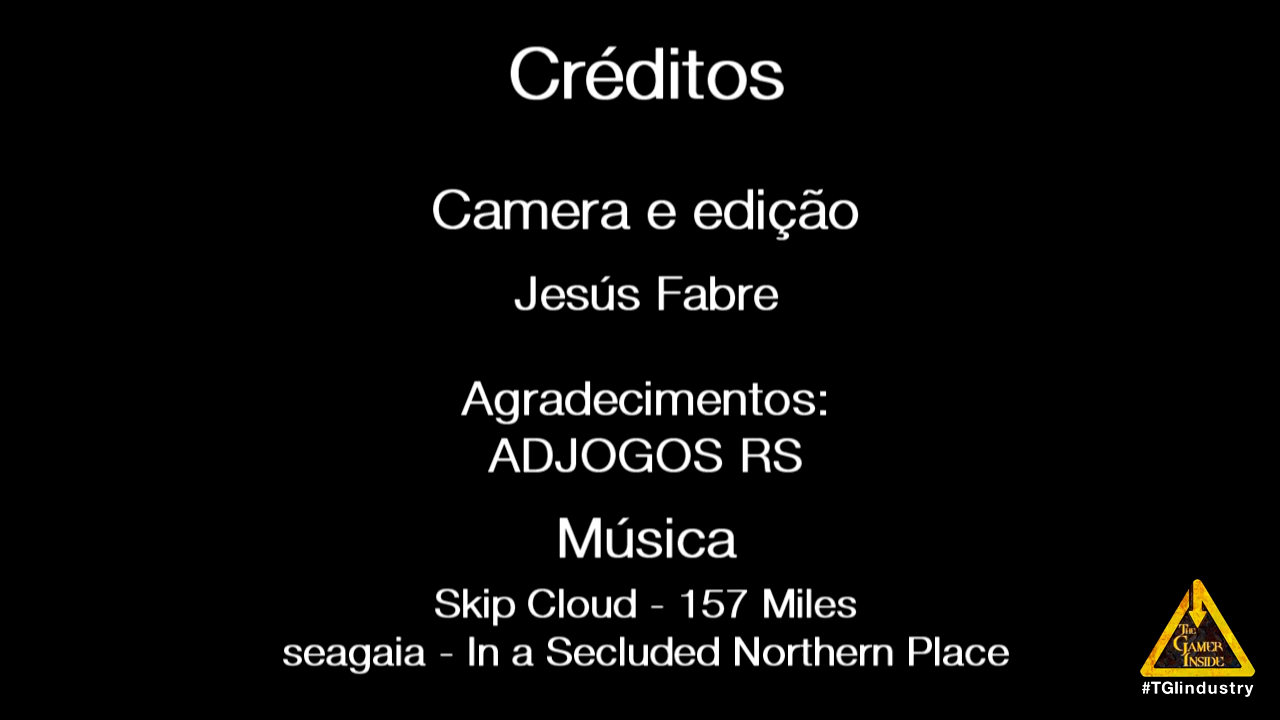 Créditos
Camera e edição
Jesús Fabre
Agradecimentos:
ADJOGOS RS
Música
Skip Cloud - 157 Miles
seagaia - In a Secluded Northern Place
THE
GAMER
INSIDE
#TGIindustry